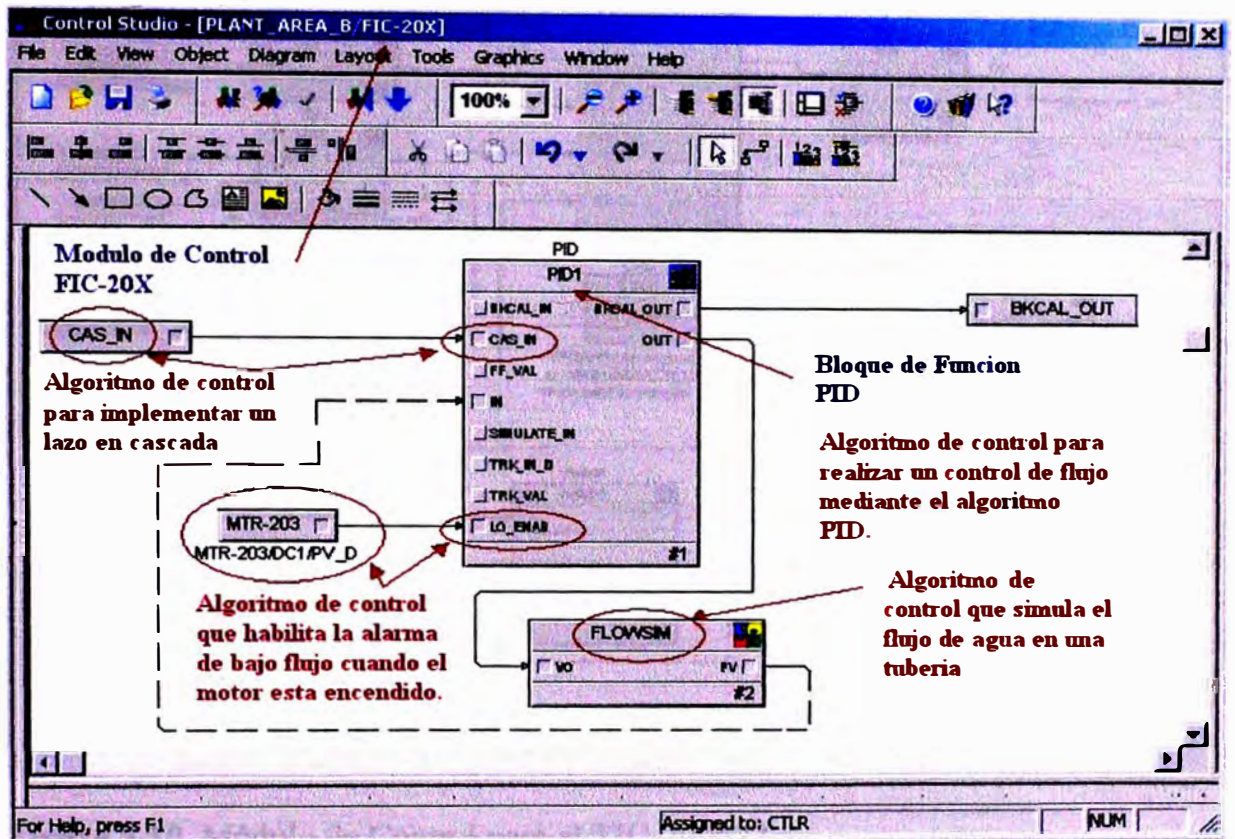 Control Studio - [PLANT_AREA_B/FIC-20X]
File Edit View Object Diagram Layout Tools Graphics Window Help
100%
Modulo de Control
FIC-20X
CAS_IN
Algoritmo de control
para implementar un
lazo en cascada
MTR-203
MTR-203/DC1/PV_D
Algoritmo de control
que habilita la alarma
de bajo flujo cuando el
motor esta encendido.
PID
PID1
BKCAL_IN BKCAL_OUT
CAS_IN OUT
FF_VAL
IN
SIMULATE_IN
TRK_IN_D
TRK_VAL
LO_ENAB
#1
FLOWSIM
VO PV
#2
BKCAL_OUT
Bloque de Funcion
PID
Algoritmo de control para
realizar un control de flujo
mediante el algoritmo
PID.
Algoritmo de
control que simula el
flujo de agua en una
tuberia
For Help, press F1 Assigned to: CTLR NUM